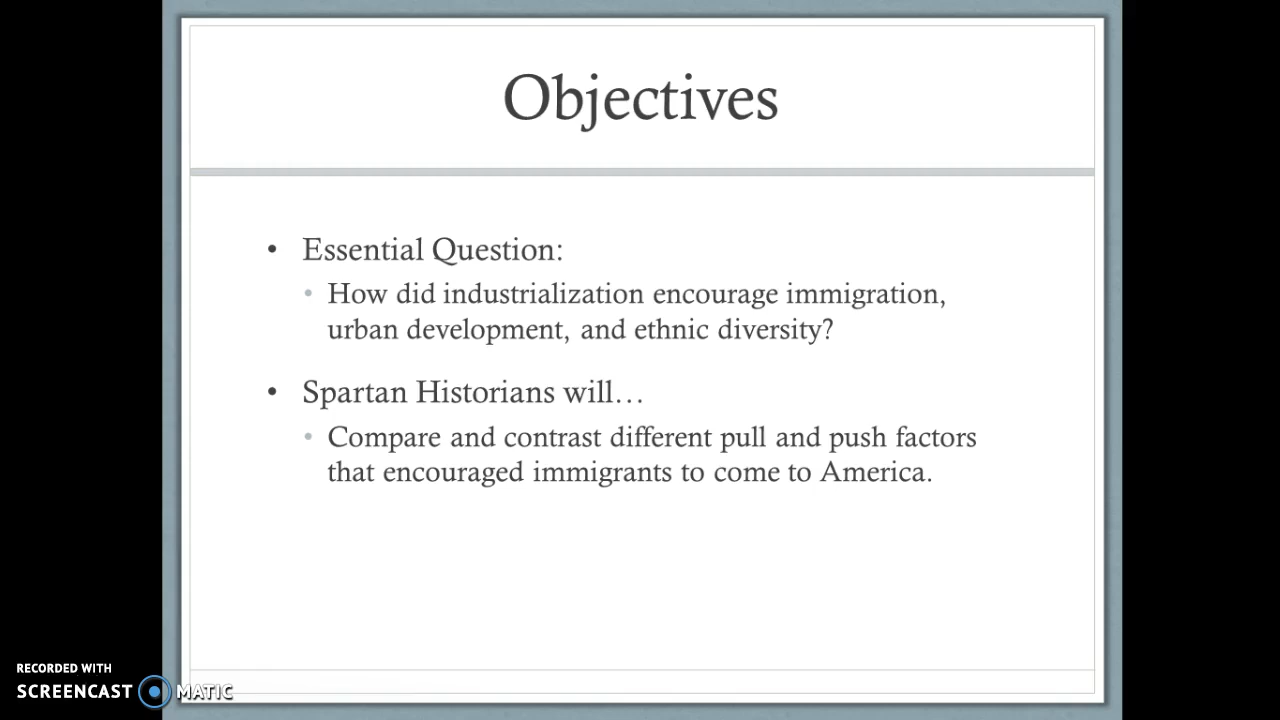 Objectives
• Essential Question:
• How did industrialization encourage immigration,
urban development, and ethnic diversity?
• Spartan Historians will…
• Compare and contrast different pull and push factors
that encouraged immigrants to come to America.
RECORDED WITH
SCREENCAST MATIC